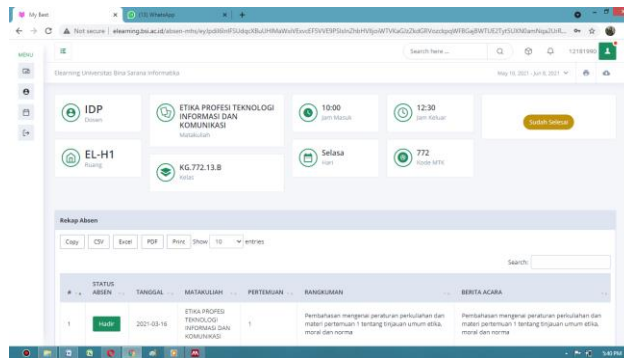 My Best
(10) WhatsApp
Not secure
elearning.bsi.ac.id/absen-mhs/
MENU
Search here ...
12181990
Elearning Universitas Bina Sarana Informatika
May 10, 2021 - Jun 8, 2021
IDP
Dosen
ETIKA PROFESI TEKNOLOGI
INFORMASI DAN
KOMUNIKASI
Matakuliah
10:00
Jam Masuk
12:30
Jam Keluar
Sudah Selesai
EL-H1
Ruang
KG.772.13.B
Kelas
Selasa
Hari
772
Kode MTK
Rekap Absen
Copy CSV Excel PDF Print Show 10 entries
Search:
# STATUS ABSEN TANGGAL MATAKULIAH PERTEMUAN RANGKUMAN BERITA ACARA
1 Hadir 2021-03-16 ETIKA PROFESI
TEKNOLOGI
INFORMASI DAN
KOMUNIKASI
1
Pembahasan mengenai peraturan perkuliahan dan
materi pertemuan 1 tentang tinjauan umum etika,
moral dan norma
Pembahasan mengenai peraturan perkuliahan dan
materi pertemuan 1 tentang tinjauan umum etika,
moral dan norma
5:40 PM